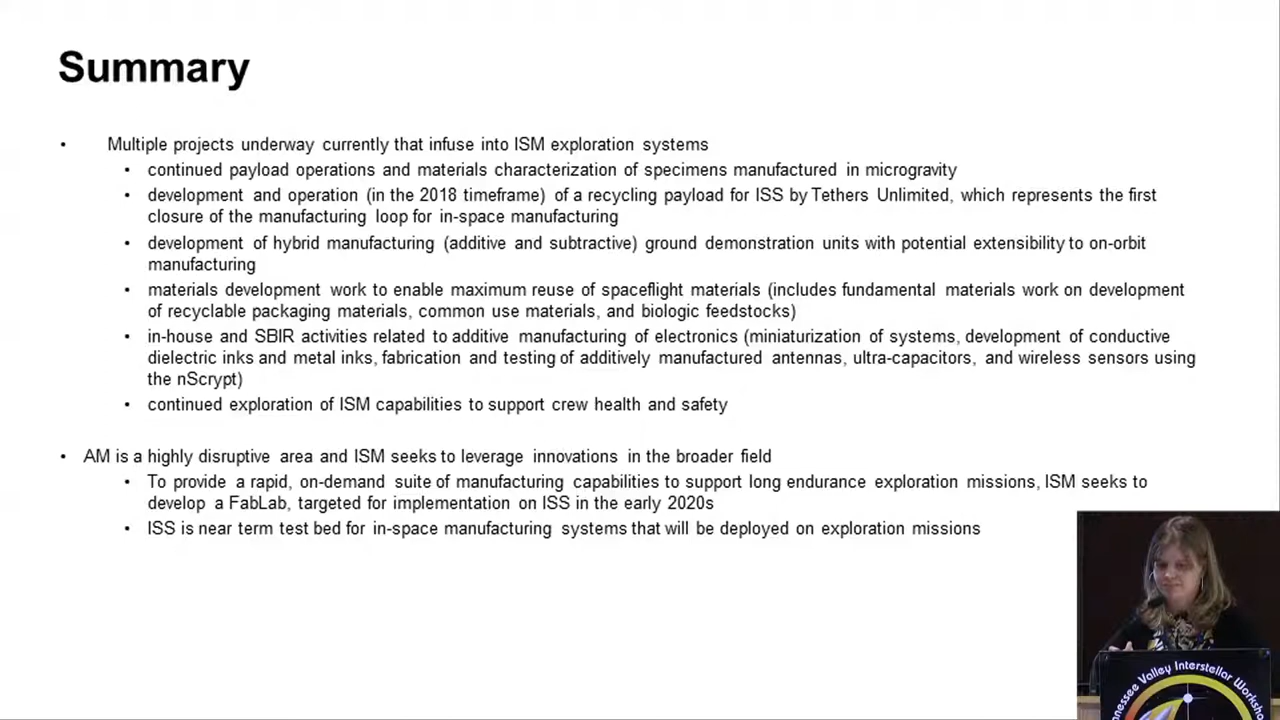 Summary
• Multiple projects underway currently that infuse into ISM exploration systems
• continued payload operations and materials characterization of specimens manufactured in microgravity
• development and operation (in the 2018 timeframe) of a recycling payload for ISS by Tethers Unlimited, which represents the first
closure of the manufacturing loop for in-space manufacturing
• development of hybrid manufacturing (additive and subtractive) ground demonstration units with potential extensibility to on-orbit
manufacturing
• materials development work to enable maximum reuse of spaceflight materials (includes fundamental materials work on development
of recyclable packaging materials, common use materials, and biologic feedstocks)
• in-house and SBIR activities related to additive manufacturing of electronics (miniaturization of systems, development of conductive
dielectric inks and metal inks, fabrication and testing of additively manufactured antennas, ultra-capacitors, and wireless sensors using
the nScrypt)
• continued exploration of ISM capabilities to support crew health and safety
• AM is a highly disruptive area and ISM seeks to leverage innovations in the broader field
• To provide a rapid, on-demand suite of manufacturing capabilities to support long endurance exploration missions, ISM seeks to
develop a FabLab, targeted for implementation on ISS in the early 2020s
• ISS is near term test bed for in-space manufacturing systems that will be deployed on exploration missions
nnessee Valley Interstellar Worksho